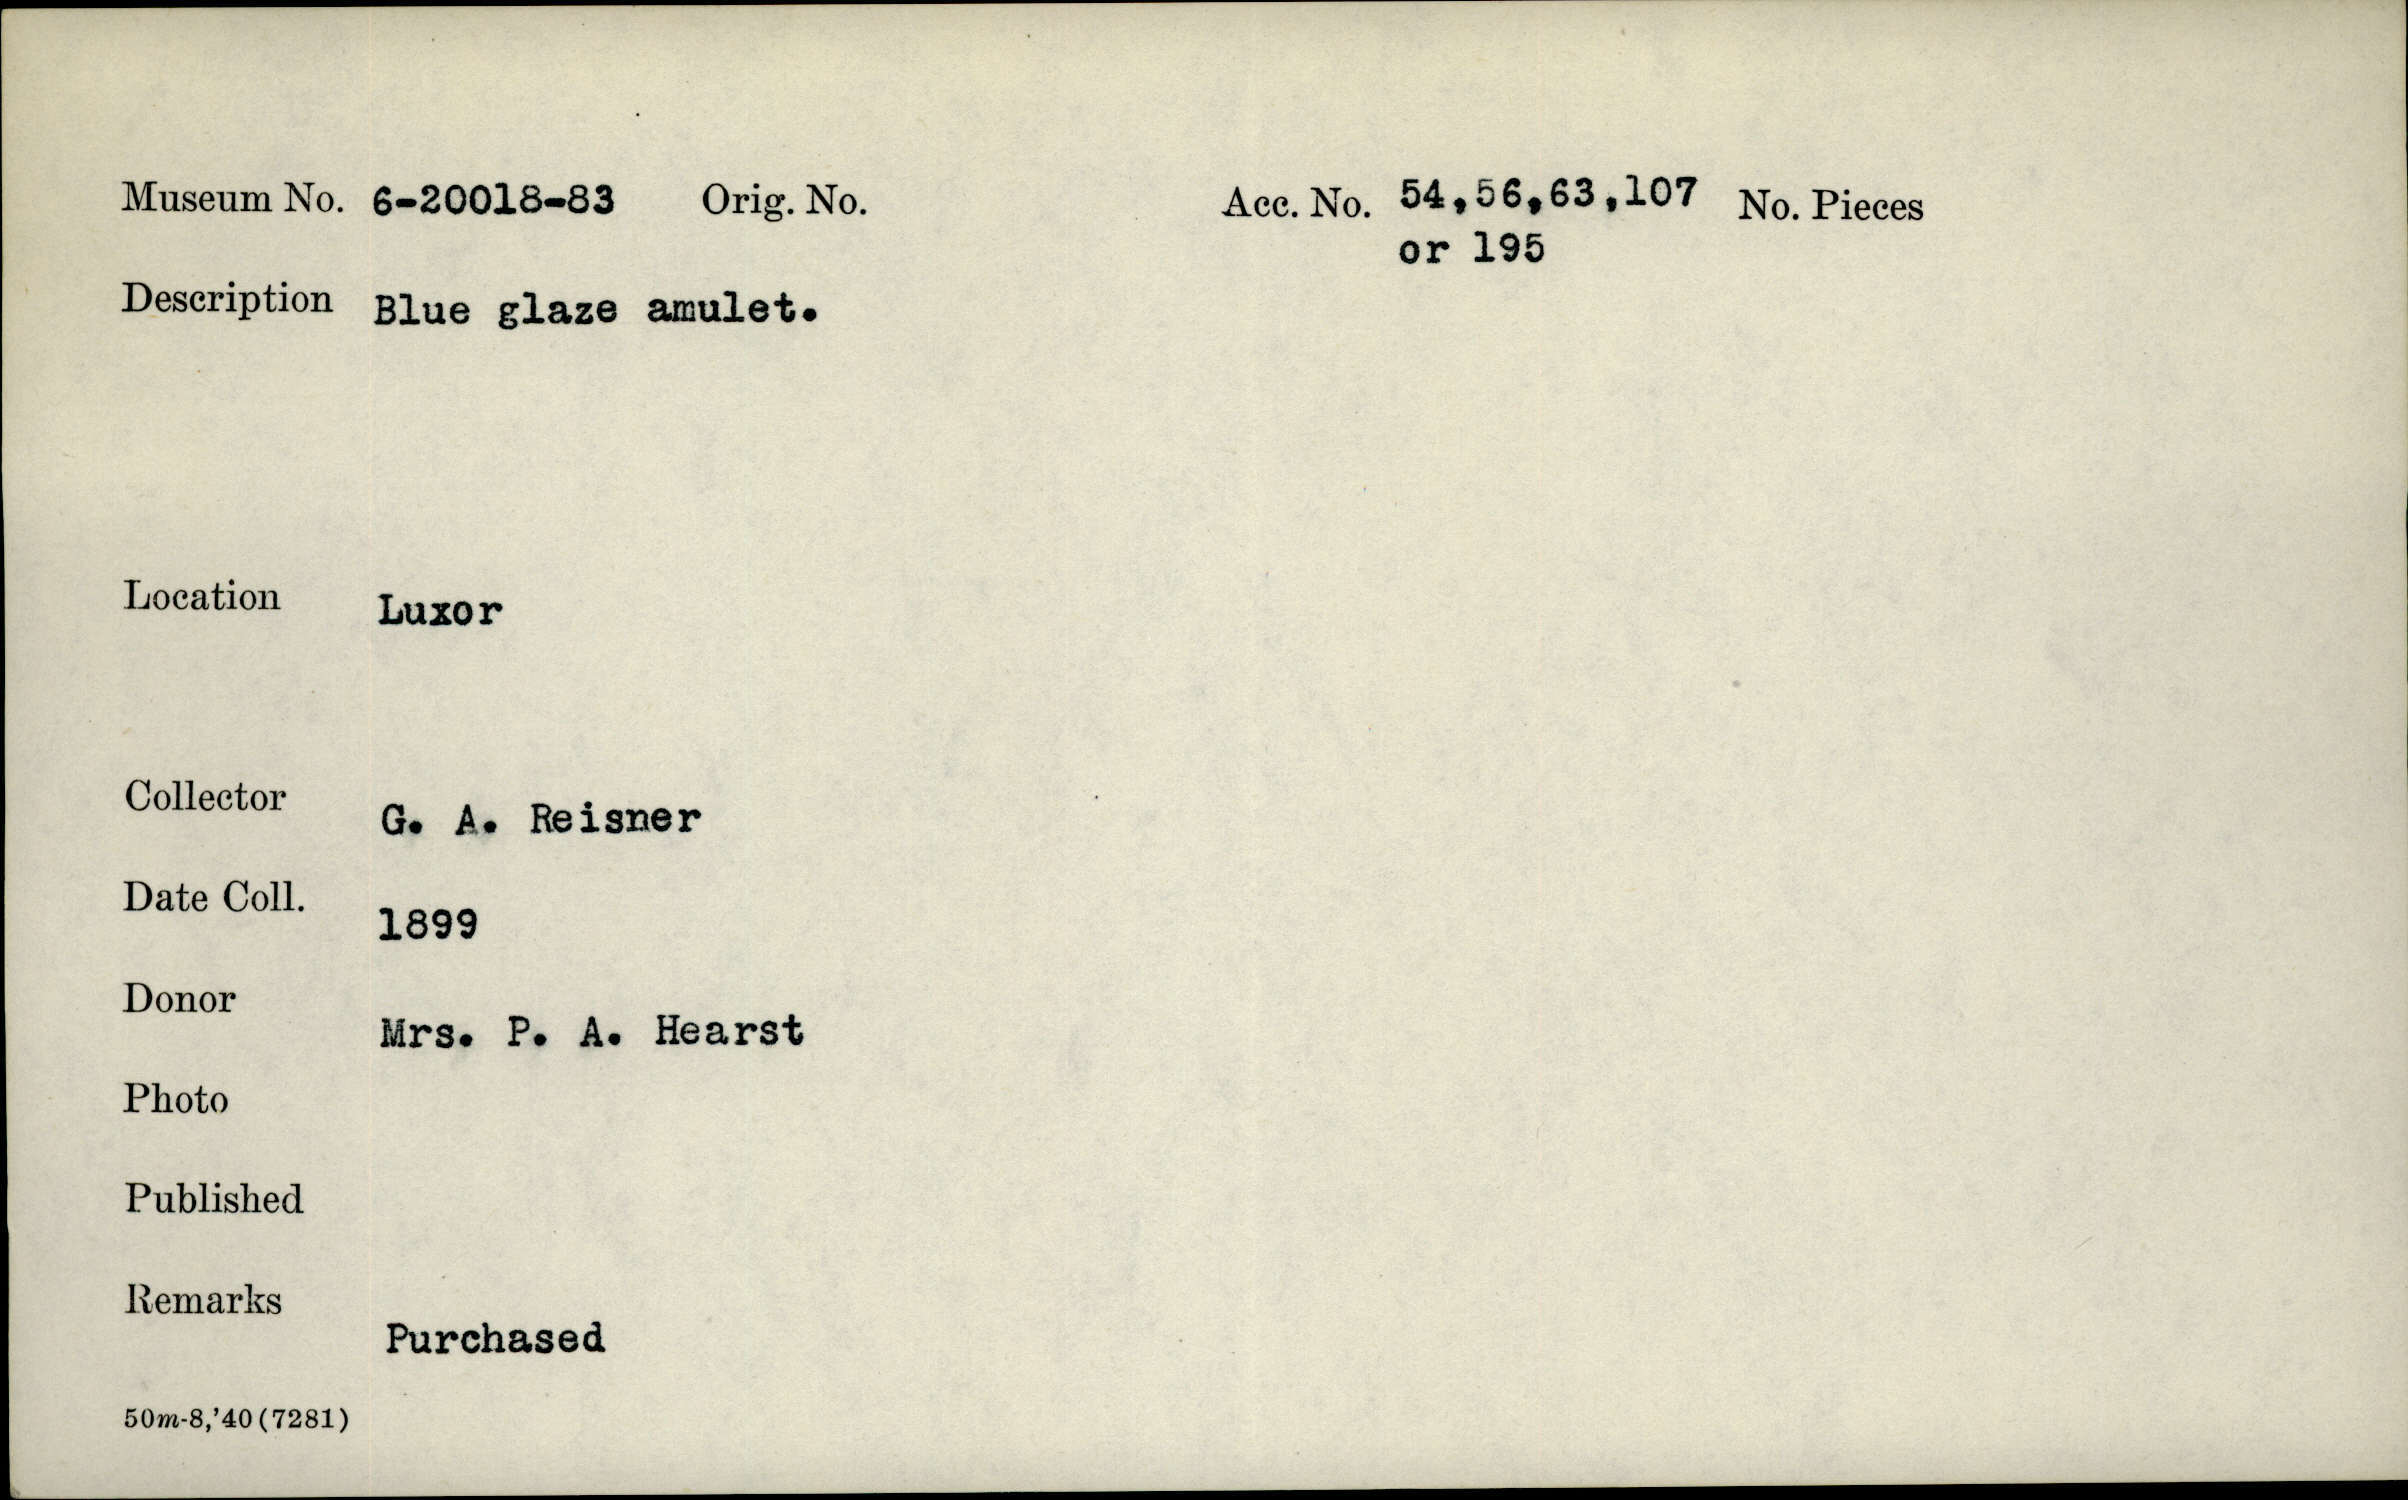 Museum No. 6-20018-83 Orig. No. Acc. No. 54,56,63,107 No. Pieces
or 195
Description Blue glaze amulet.
Location Luxor
Collector G. A. Reisner
Date Coll. 1899
Donor Mrs. P. A. Hearst
Photo
Published
Remarks Purchased
50m-8,'40(7281)